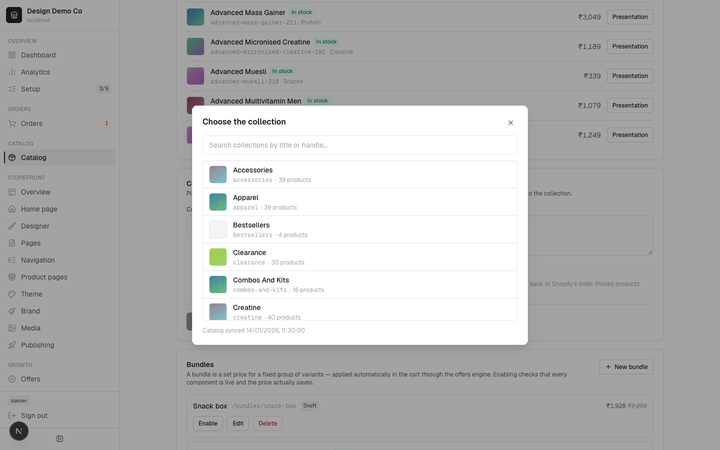 Design Demo Co
localhost
OVERVIEW
Dashboard
Analytics
Setup 3/9
ORDERS
Orders 1
CATALOG
Catalog
STOREFRONT
Overview
Home page
Designer
Pages
Navigation
Product pages
Theme
Brand
Media
Publishing
GROWTH
Offers
owner
Sign out
N
Advanced Mass Gainer In stock
advanced-mass-gainer-211 · Protein
₹3,049 Presentation
Advanced Micronised Creatine In stock
advanced-micronised-creatine-192 · Creatine
₹1,189 Presentation
Advanced Muesli In stock
advanced-muesli-218 · Snacks
₹339 Presentation
Advanced Multivitamin Men In stock
₹1,079 Presentation
₹1,249 Presentation
Choose the collection
Search collections by title or handle…
Accessories
accessories · 39 products
Apparel
apparel · 39 products
Bestsellers
bestsellers · 4 products
Clearance
clearance · 30 products
Combos And Kits
combos-and-kits · 16 products
Creatine
creatine · 40 products
Catalog synced 14/01/2026, 11:30:00
to the collection.
back to Shopify's order. Picked products
Bundles
A bundle is a set price for a fixed group of variants — applied automatically in the cart through the offers engine. Enabling checks that every
component is live and the price actually saves.
+ New bundle
Snack box /bundles/snack-box Draft
₹1,928
Enable Edit Delete